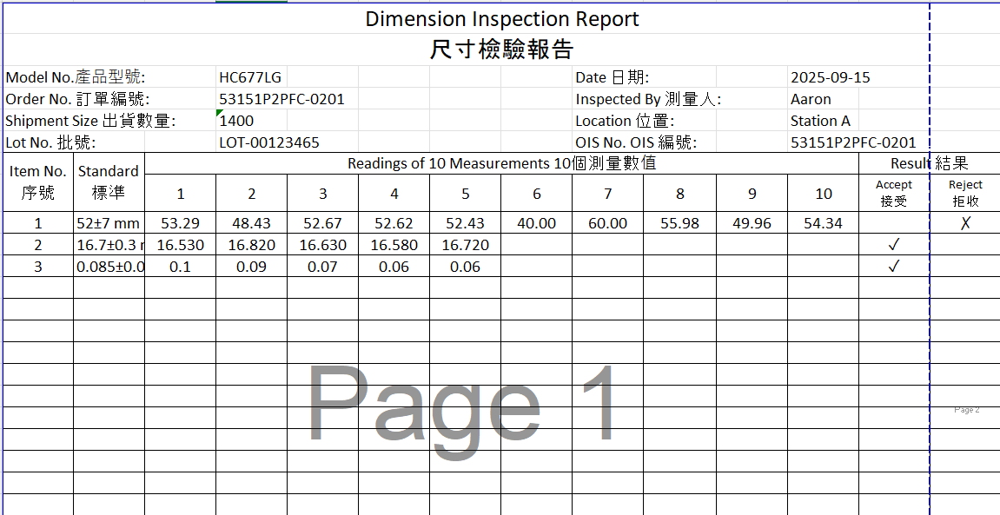 Dimension Inspection Report
尺寸檢驗報告
Model No.產品型號: HC677LG Date 日期: 2025-09-15
Order No. 訂單編號: 53151P2PFC-0201 Inspected By 測量人: Aaron
Shipment Size 出貨數量: 1400 Location 位置: Station A
Lot No. 批號: LOT-00123465 OIS No. OIS 編號: 53151P2PFC-0201
Item No. 序號 Standard 標準 Readings of 10 Measurements 10個測量數值 Result 結果
1 2 3 4 5 6 7 8 9 10 Accept 接受 Reject 拒收
1 52±7 mm 53.29 48.43 52.67 52.62 52.43 40.00 60.00 55.98 49.96 54.34 X
2 16.7±0.3 16.530 16.820 16.630 16.580 16.720 ✓
3 0.085±0.0 0.1 0.09 0.07 0.06 0.06 ✓
Page 1
Page 2